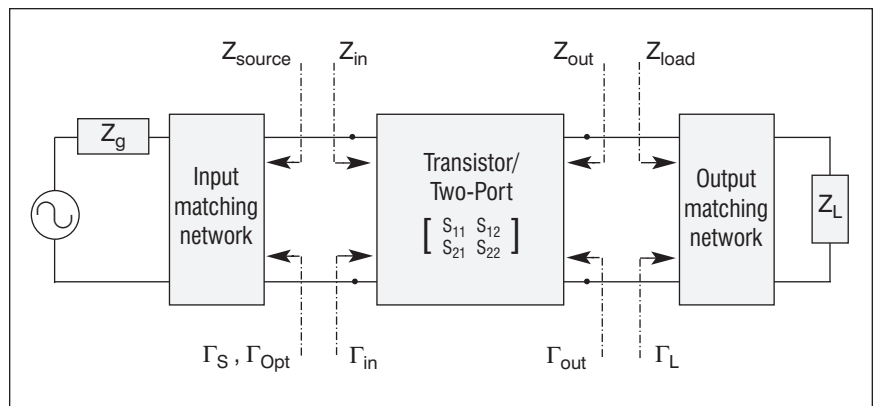 Z_source Z_in Z_out Z_load
Z_g
Input
matching
network
Transistor/
Two-Port
[ S_11 S_12
S_21 S_22 ]
Output
matching
network
Z_L
Γ_S , Γ_Opt Γ_in Γ_out Γ_L